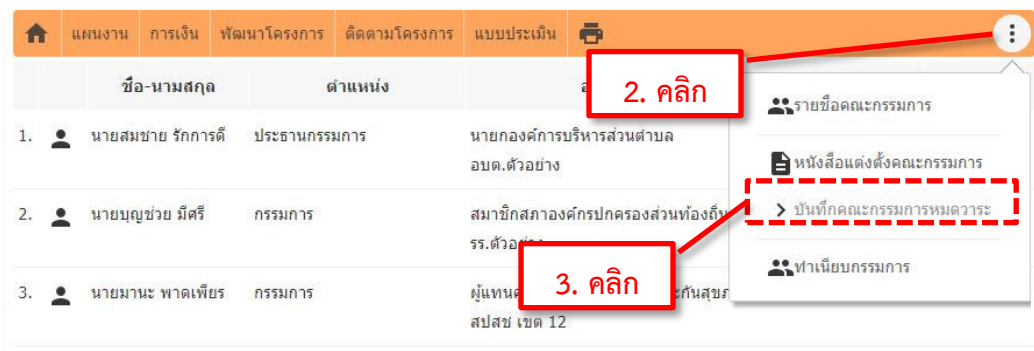 แผนงาน การเงิน พัฒนาโครงการ ติดตามโครงการ แบบประเมิน
ชื่อ-นามสกุล ตำแหน่ง
2. คลิก
รายชื่อคณะกรรมการ
1. นายสมชาย รักการดี ประธานกรรมการ นายกองค์การบริหารส่วนตำบล
อบต.ตัวอย่าง
หนังสือแต่งตั้งคณะกรรมการ
2. นายบุญช่วย มีศรี กรรมการ สมาชิกสภาองค์กรปกครองส่วนท้องถิ่น
บันทึกคณะกรรมการหมดวาระ
ทำเนียบกรรมการ
3. คลิก
3. นายมานะ พาดเพียร กรรมการ
สปสช เขต 12